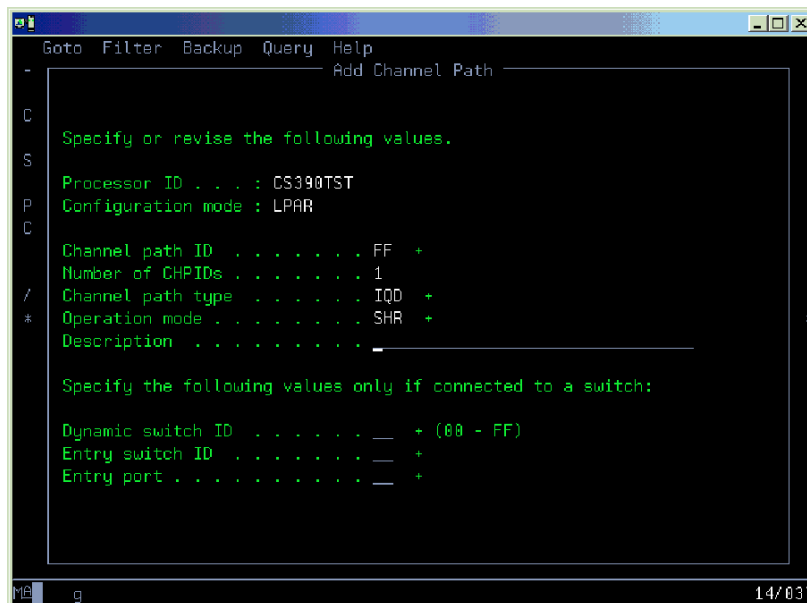 Goto Filter Backup Query Help
- Add Channel Path
C
Specify or revise the following values.
S
Processor ID . . . : CS390TST
P
Configuration mode : LPAR
C
Channel path ID . . . . . . . FF +
Number of CHPIDs . . . . . . . 1
/ Channel path type . . . . . . IQD +
* Operation mode . . . . . . . . SHR +
Description . . . . . . . . . _
Specify the following values only if connected to a switch:
Dynamic switch ID . . . . . . __ + (00 - FF)
Entry switch ID . . . . . . . __ +
Entry port . . . . . . . . . . __ +
MA g 14/03